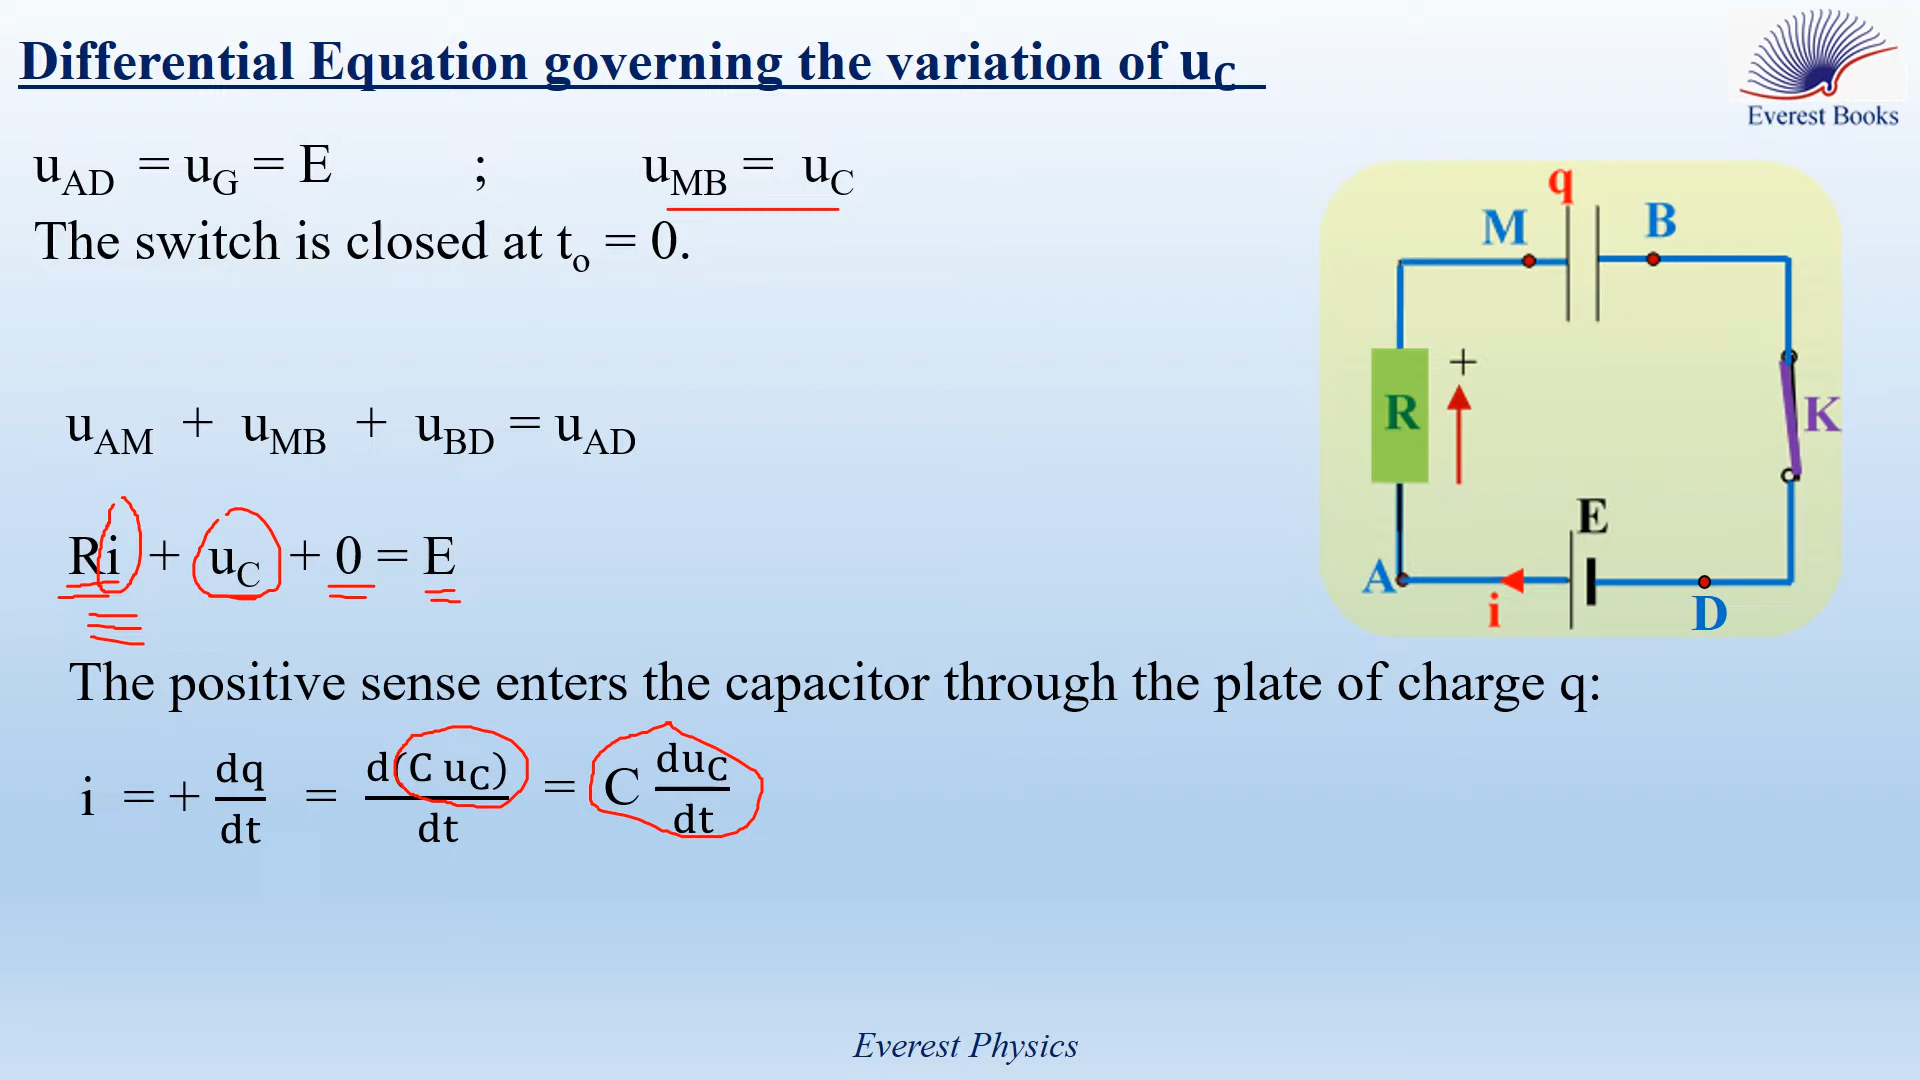 Differential Equation governing the variation of uC
Everest Books
uAD = uG = E ; uMB = uC
The switch is closed at to = 0.
uAM + uMB + uBD = uAD
Ri + uC + 0 = E
The positive sense enters the capacitor through the plate of charge q:
i = + dq/dt = d(C uC)/dt = C duC/dt
q
M
B
+
R
K
E
A
i
D
Everest Physics